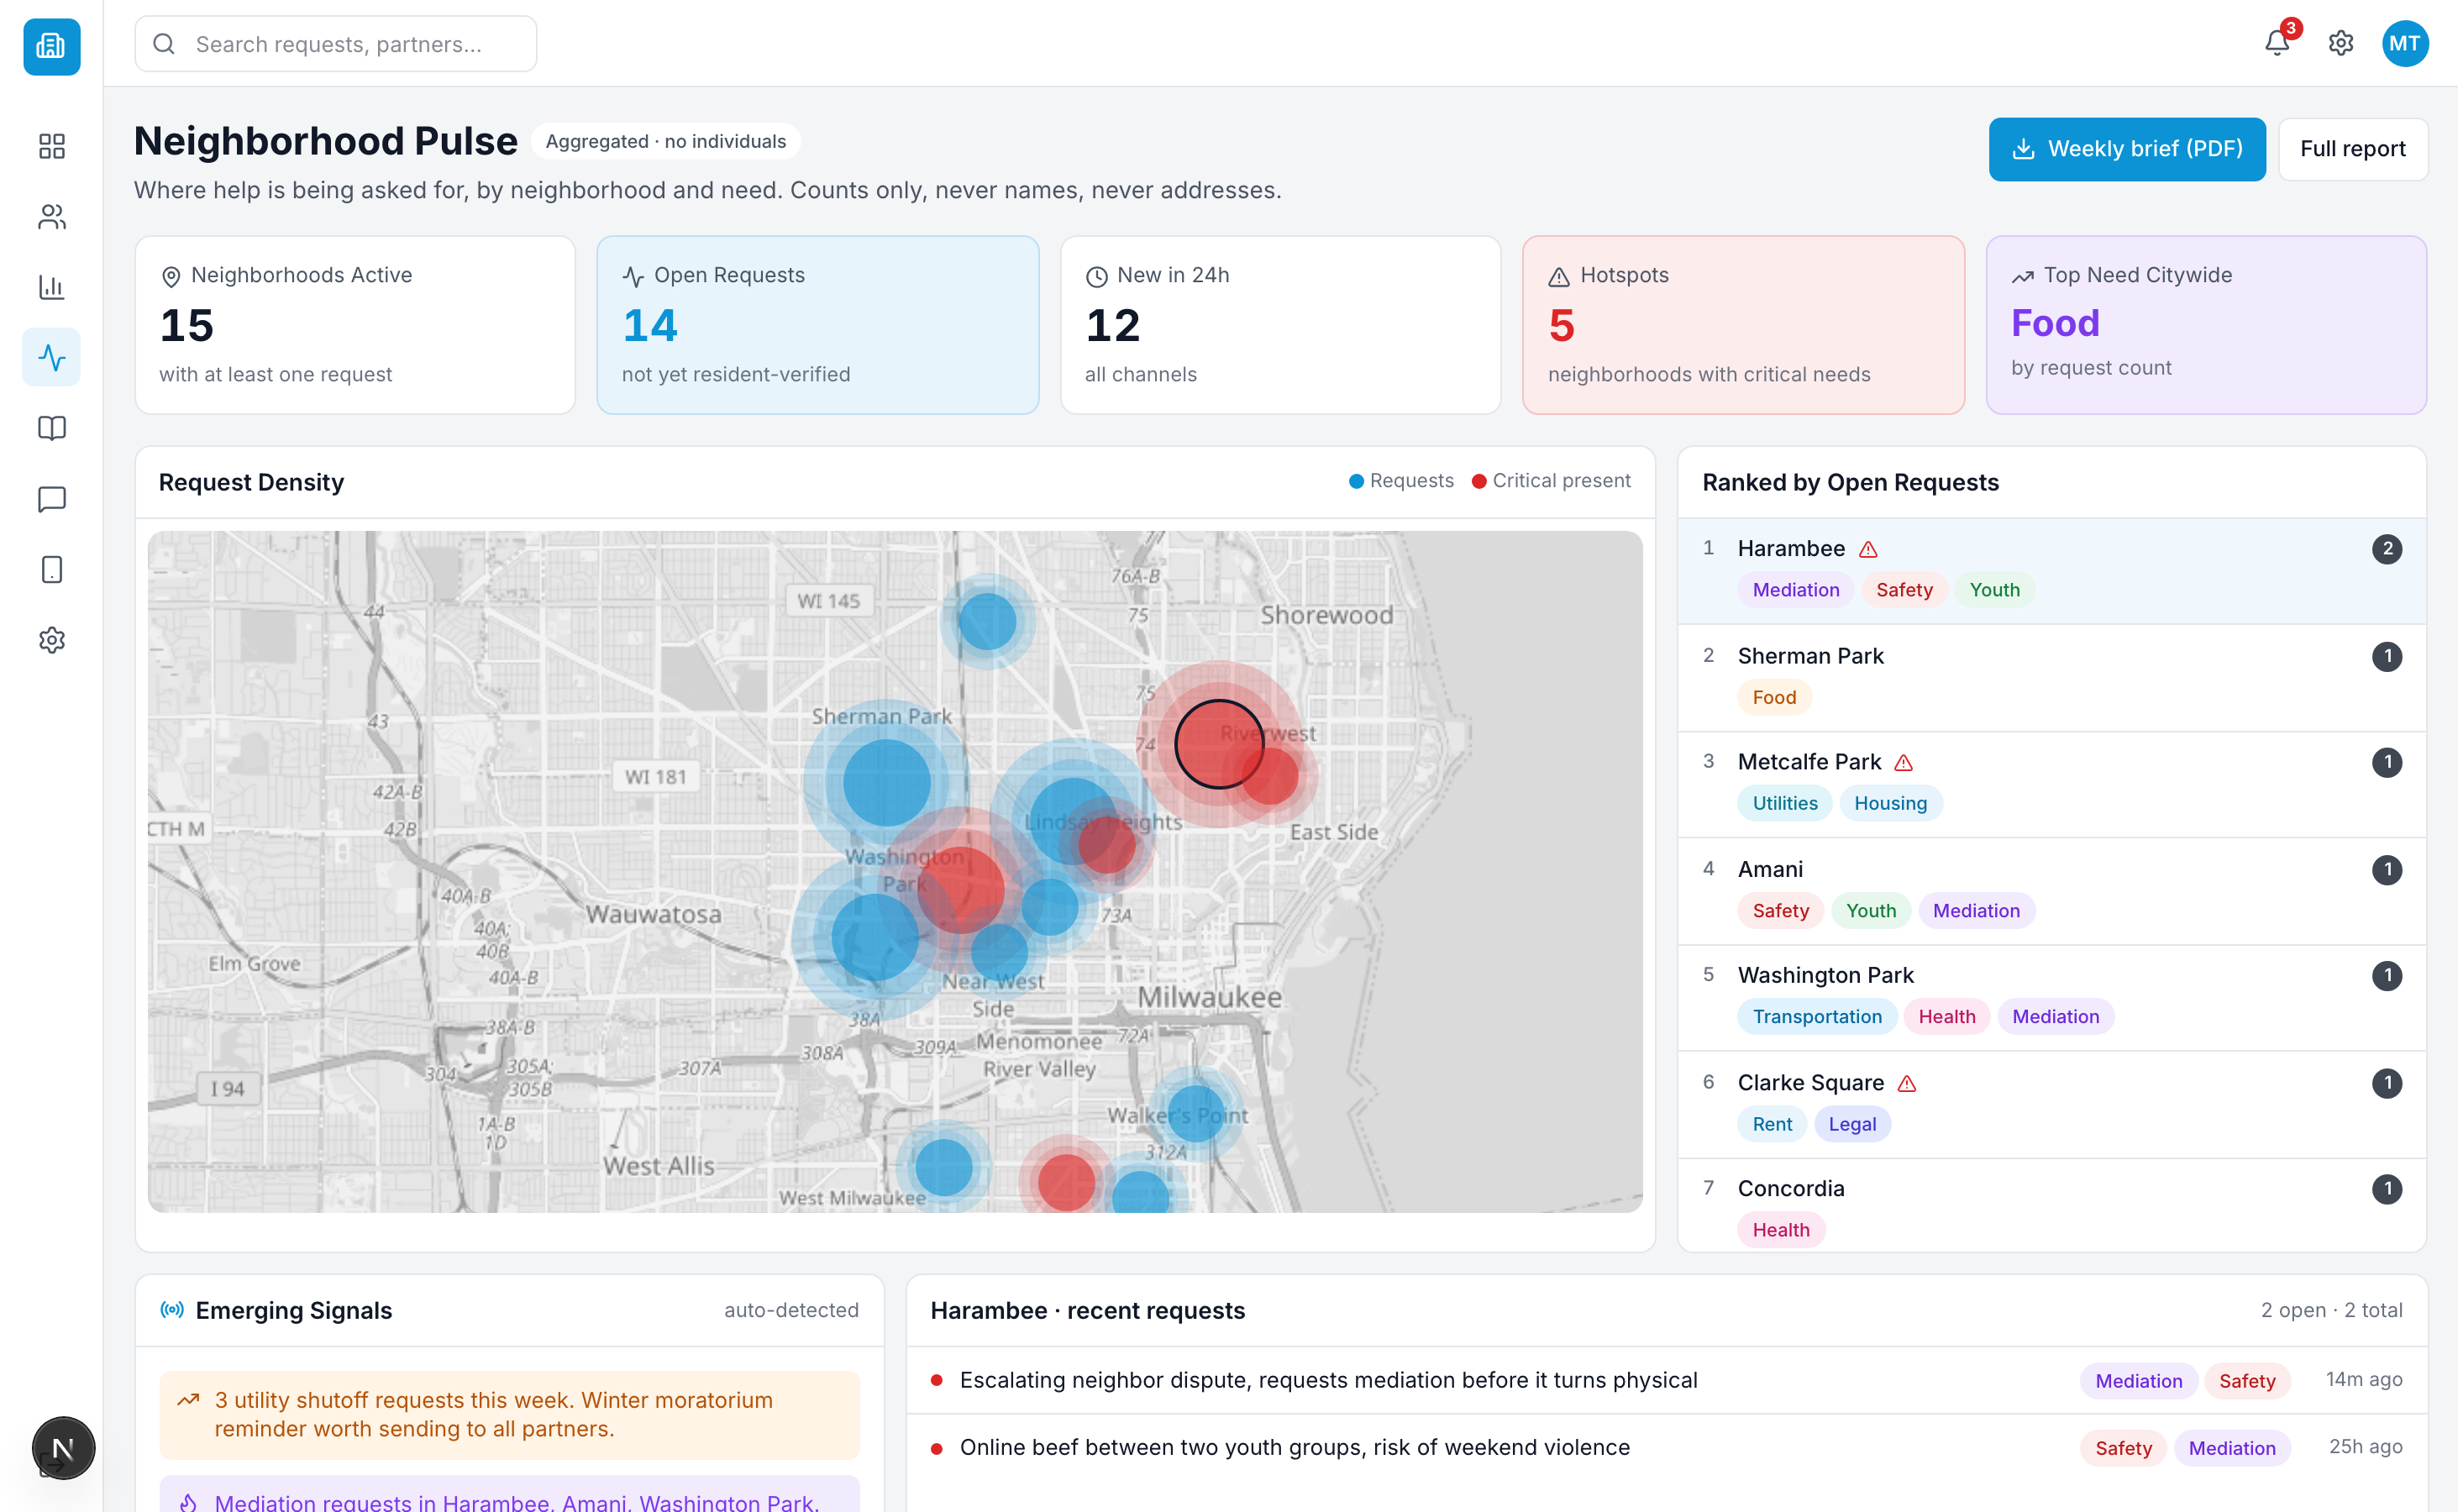 Search requests, partners...
3
MT
Neighborhood Pulse
Aggregated · no individuals
Where help is being asked for, by neighborhood and need. Counts only, never names, never addresses.
Weekly brief (PDF)
Full report
Neighborhoods Active
15
with at least one request
Open Requests
14
not yet resident-verified
New in 24h
12
all channels
Hotspots
5
neighborhoods with critical needs
Top Need Citywide
Food
by request count
Request Density
Requests
Critical present
77
76A-B
WI 145
44
75
Shorewood
75
Sherman Park
43
Riverwest
74
WI 181
42A-B
Lindsay Heights
CTH M
42B
East Side
Washington
Park
40A-B
Wauwatosa
73A
40A;
40B
Elm Grove
40A-B
Near West
Side
Milwaukee
38A
38A-B
72A
308A
309A
Menomonee
River Valley
305A;
305B
304
307A
I 94
1A-B
1D
Walker's Point
312A
West Allis
West Milwaukee
Ranked by Open Requests
1 Harambee 2
Mediation Safety Youth
2 Sherman Park 1
Food
3 Metcalfe Park 1
Utilities Housing
4 Amani 1
Safety Youth Mediation
5 Washington Park 1
Transportation Health Mediation
6 Clarke Square 1
Rent Legal
7 Concordia 1
Health
Emerging Signals
auto-detected
3 utility shutoff requests this week. Winter moratorium
reminder worth sending to all partners.
Mediation requests in Harambee, Amani, Washington Park.
Harambee · recent requests
2 open · 2 total
Escalating neighbor dispute, requests mediation before it turns physical Mediation Safety 14m ago
Online beef between two youth groups, risk of weekend violence Safety Mediation 25h ago
N